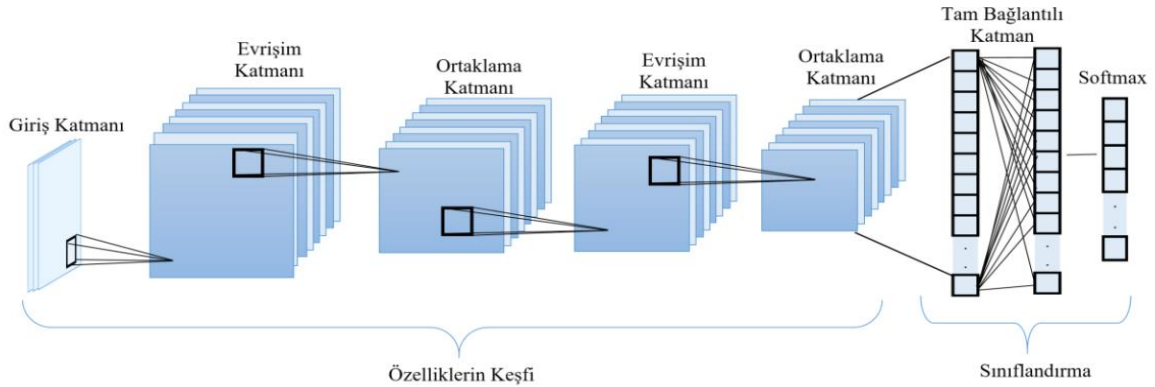 Giriş Katmanı
Evrişim
Katmanı
Ortaklama
Katmanı
Evrişim
Katmanı
Ortaklama
Katmanı
Tam Bağlantılı
Katman
Softmax
Özelliklerin Keşfi
Sınıflandırma